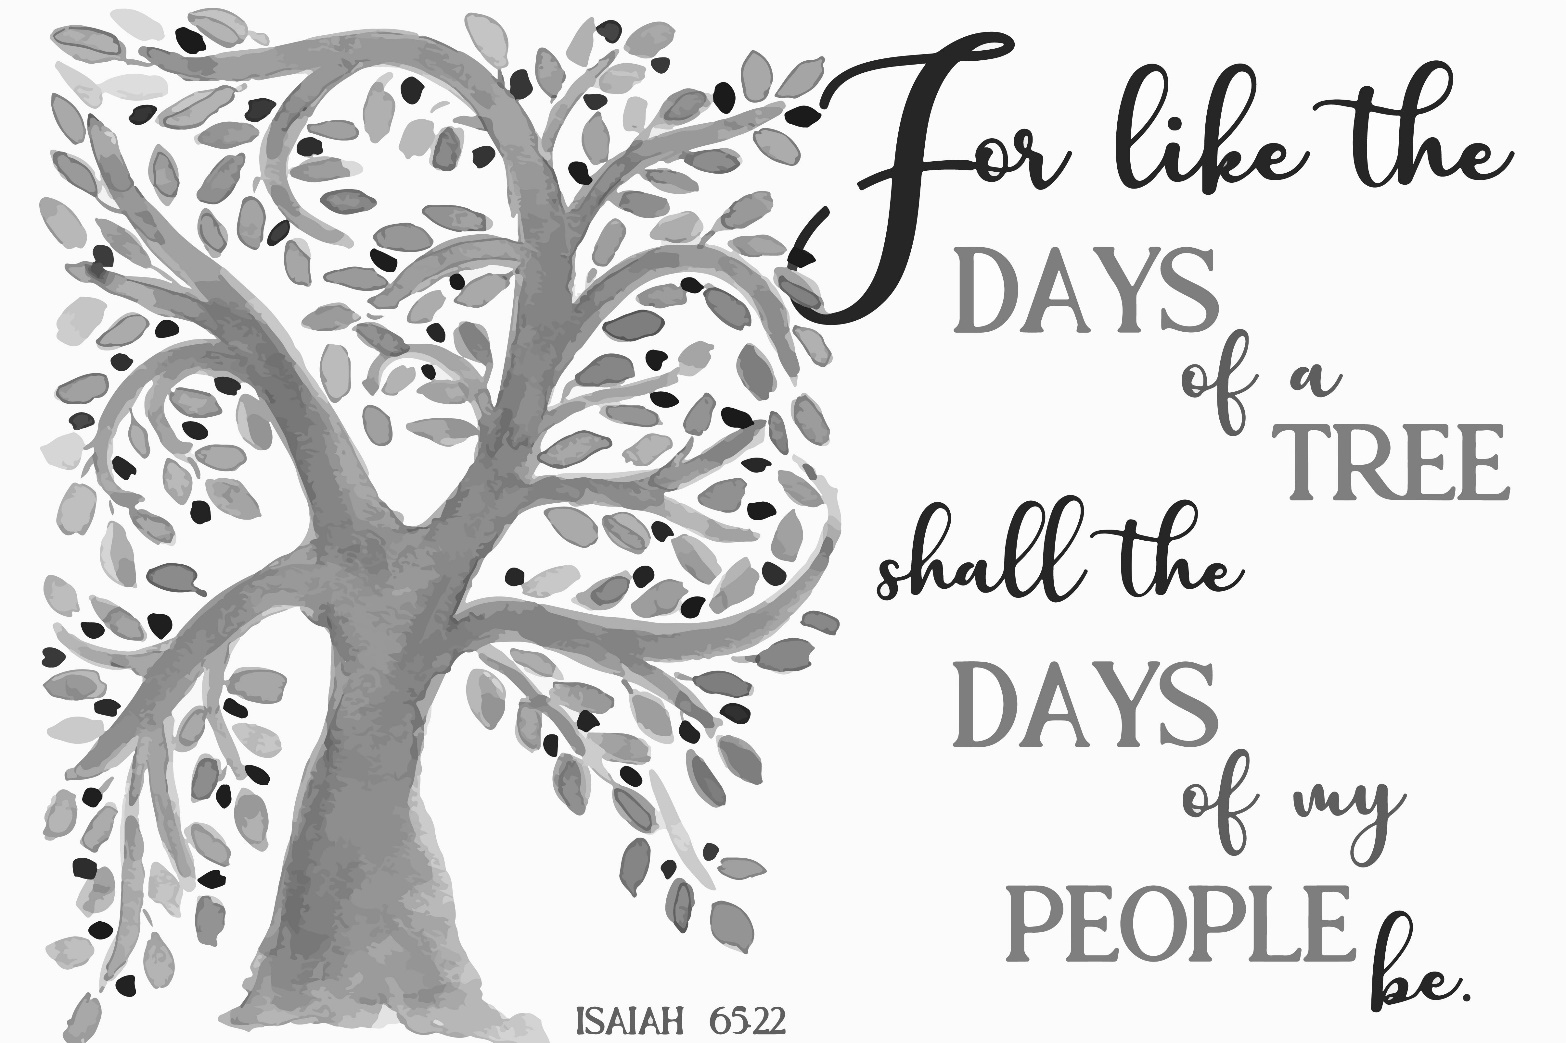 For like the
DAYS
of a
TREE
shall the
DAYS
of my
PEOPLE
be.
ISAIAH 65:22